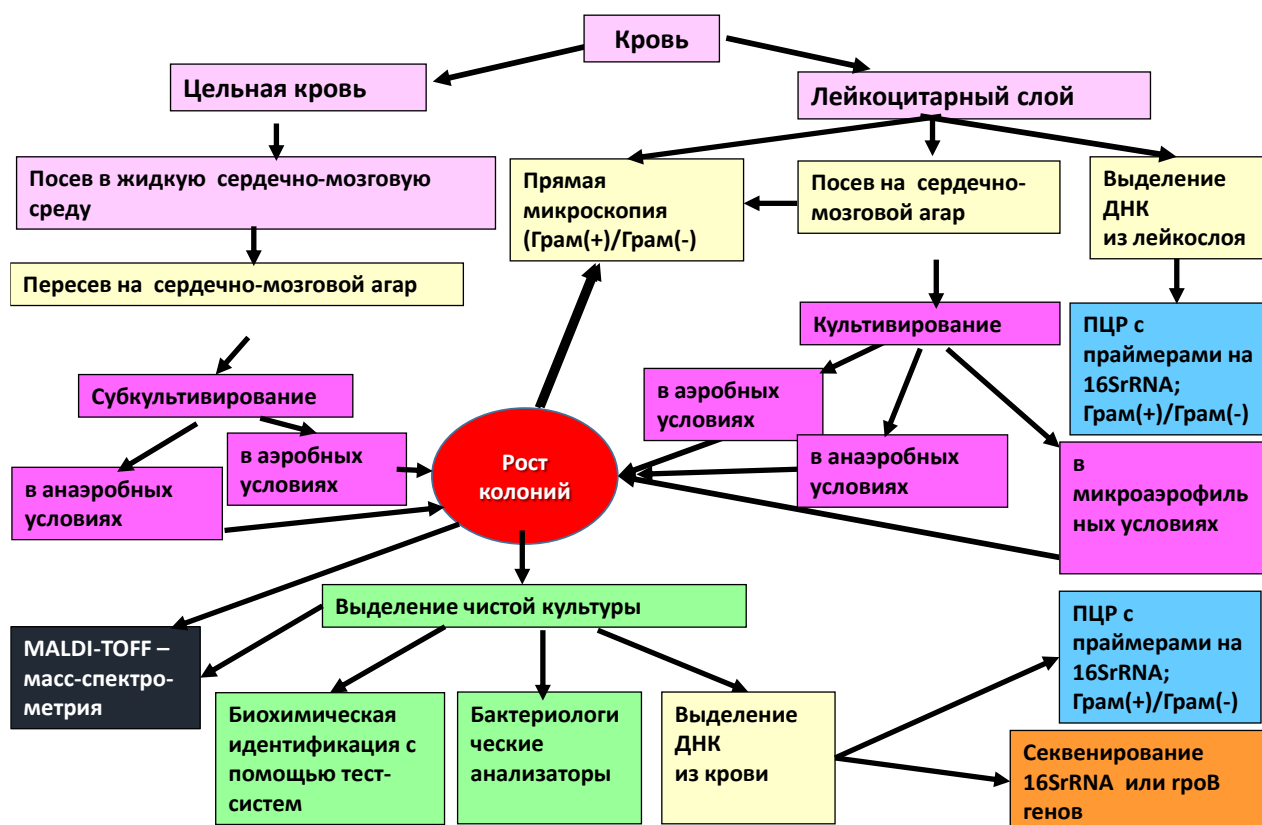 Кровь
Цельная кровь
Лейкоцитарный слой
Посев в жидкую сердечно-мозговую
среду
Прямая
микроскопия
(Грам(+)/Грам(-)
Посев на сердечно-
мозговой агар
Выделение
ДНК
из лейкослоя
Пересев на сердечно-мозговой агар
Культивирование
ПЦР с
праймерами на
16SrRNA;
Грам(+)/Грам(-)
Субкультивирование
в аэробных
условиях
в аэробных
условиях
в анаэробных
условиях
Рост
колоний
в анаэробных
условиях
в
микроаэрофиль
ных условиях
Выделение чистой культуры
MALDI-TOFF –
масс-спектро-
метрия
Биохимическая
идентификация с
помощью тест-
систем
Бактериологи
ческие
анализаторы
Выделение
ДНК
из крови
ПЦР с
праймерами на
16SrRNA;
Грам(+)/Грам(-)
Секвенирование
16SrRNA или rpoB
генов